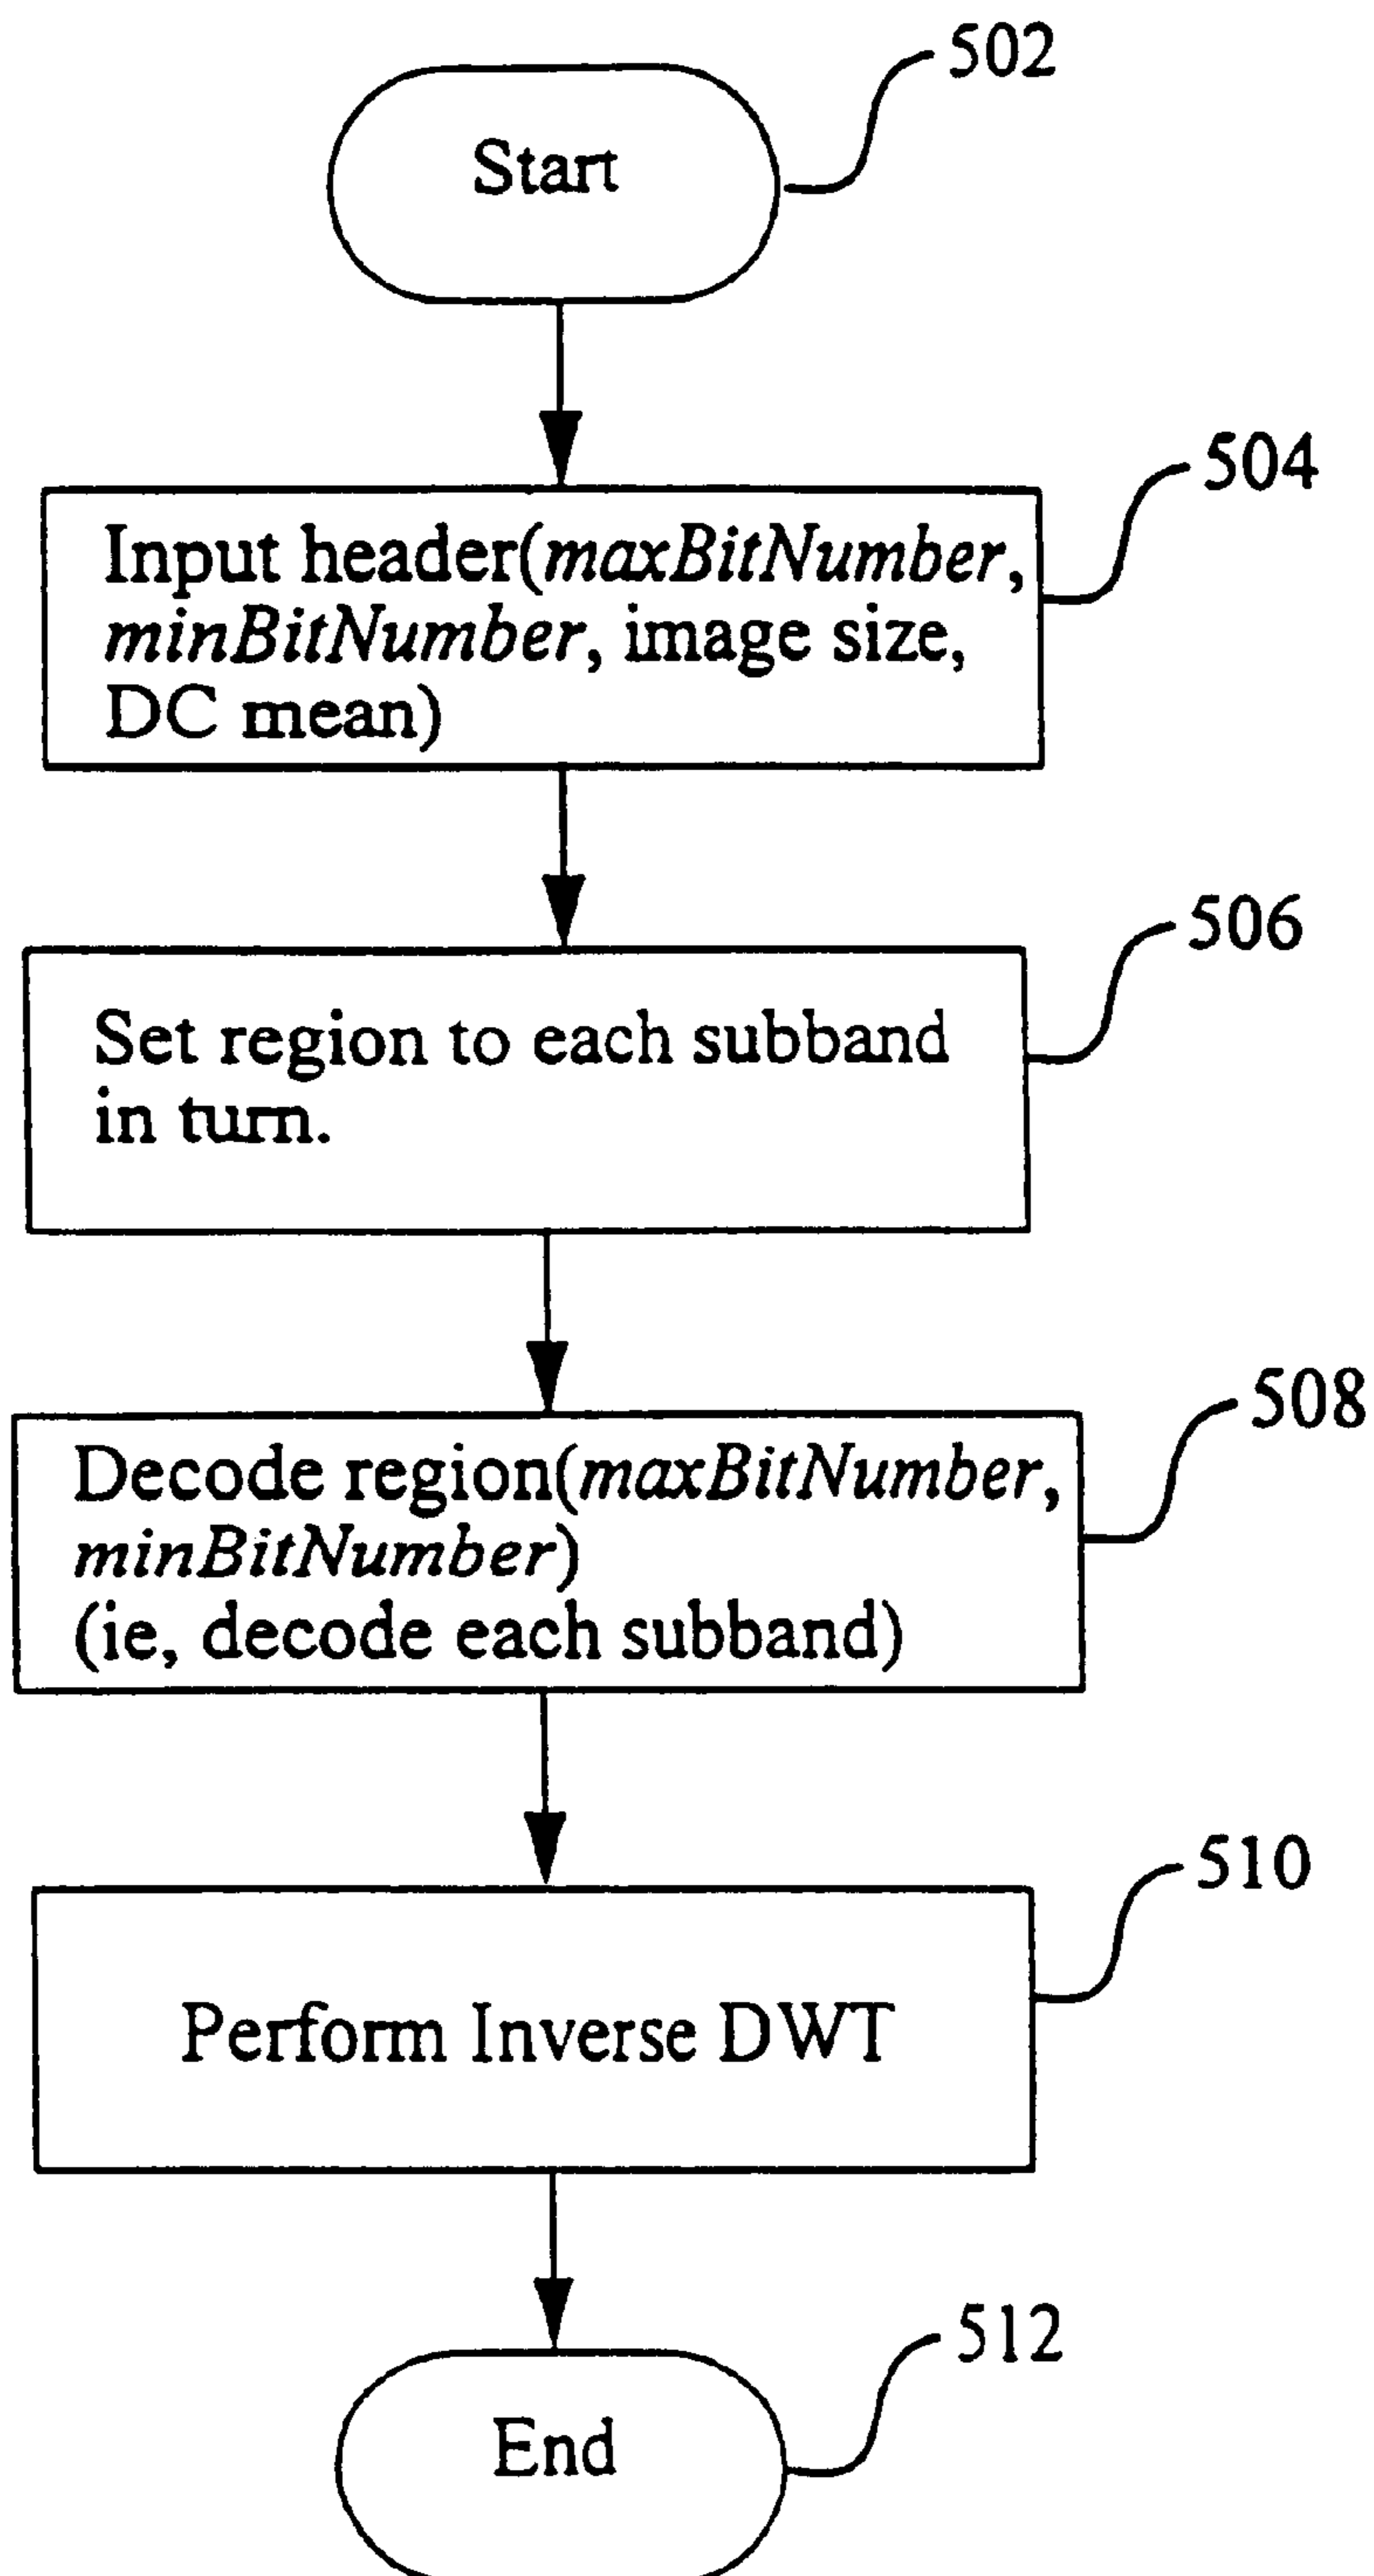 502
Start
504
Input header(maxBitNumber,
minBitNumber, image size,
DC mean)
506
Set region to each subband
in turn.
508
Decode region(maxBitNumber,
minBitNumber)
(ie, decode each subband)
510
Perform Inverse DWT
512
End